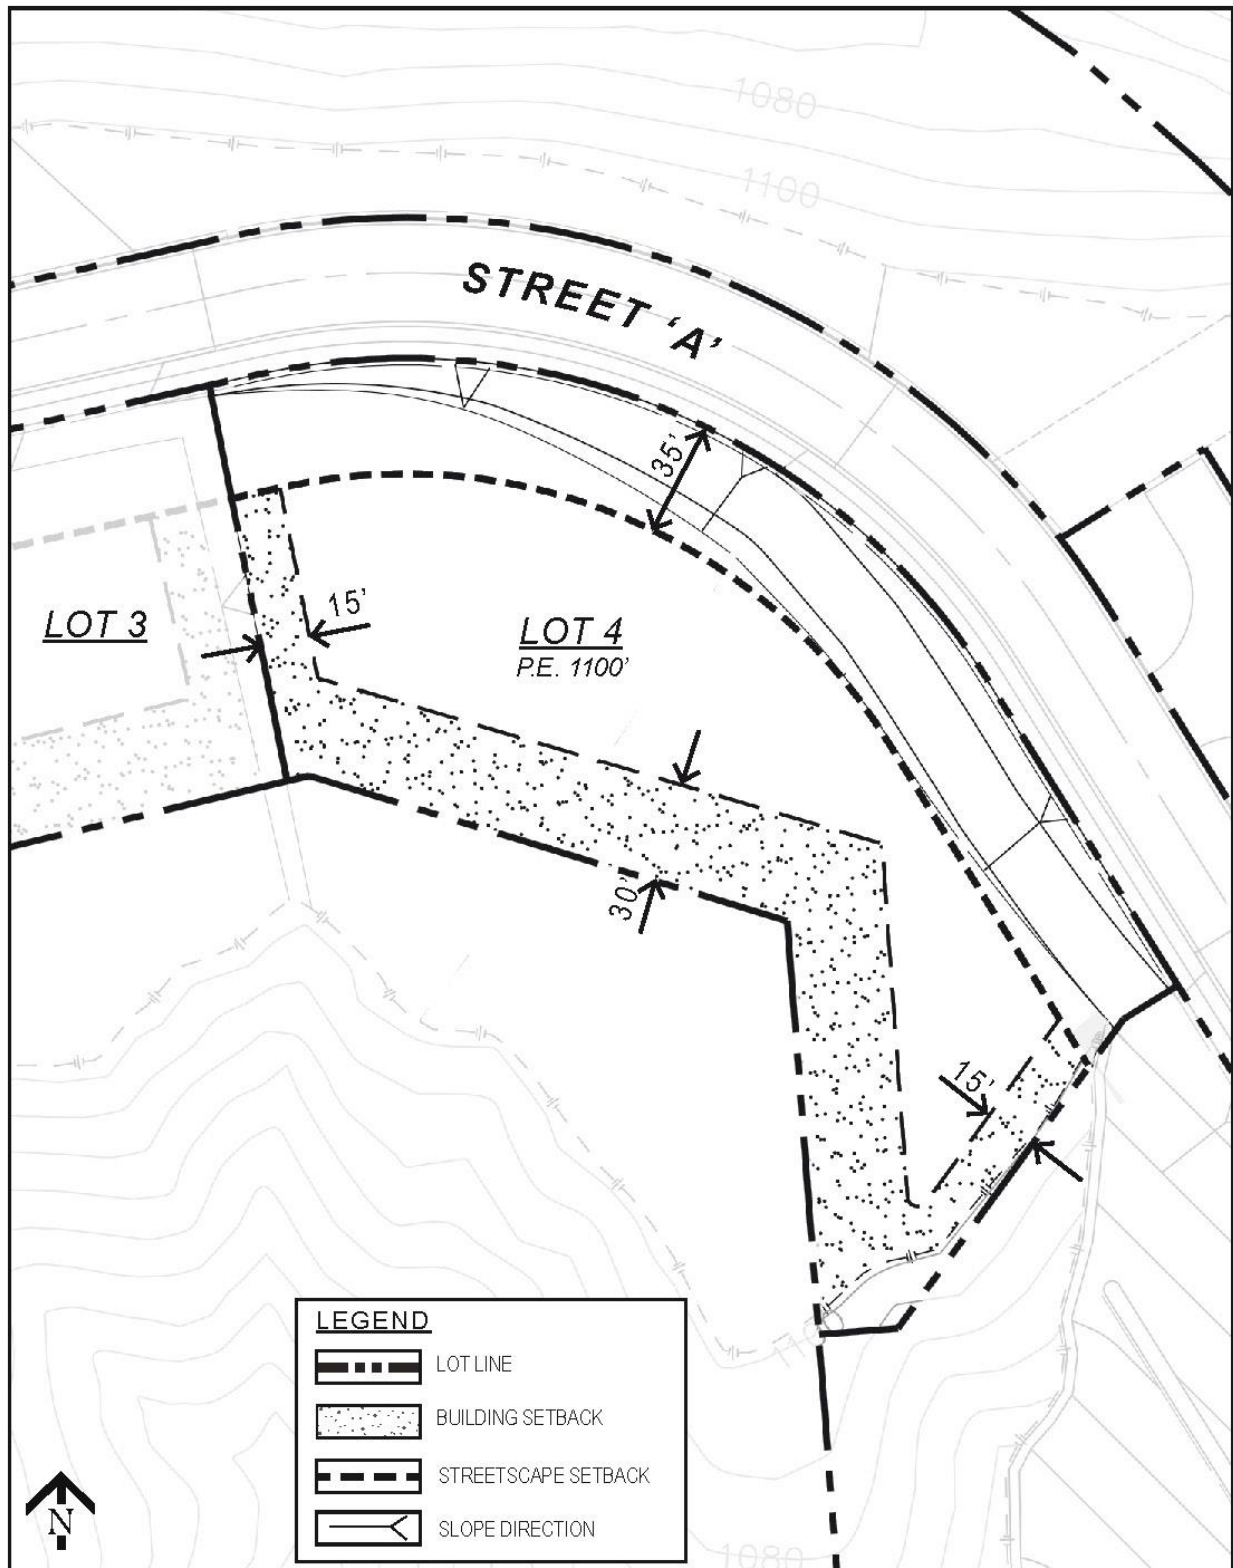 1080
1100
STREET 'A'
35'
15'
LOT 3
LOT 4
P.E. 1100'
30'
15'
LEGEND
LOT LINE
BUILDING SETBACK
STREETSCAPE SETBACK
SLOPE DIRECTION
N
1080